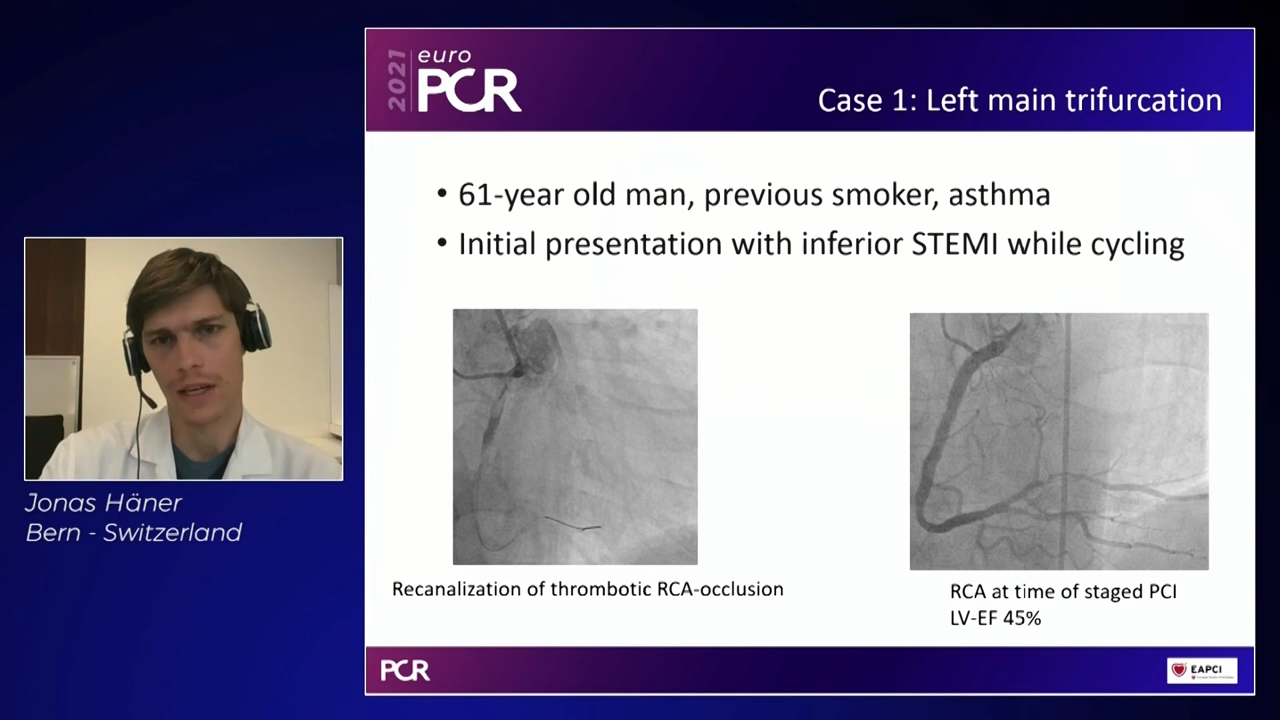 2021
euro
PCR
Case 1: Left main trifurcation
• 61-year old man, previous smoker, asthma
• Initial presentation with inferior STEMI while cycling
Jonas Häner
Bern - Switzerland
Recanalization of thrombotic RCA-occlusion
RCA at time of staged PCI
LV-EF 45%
PCR
EAPCI